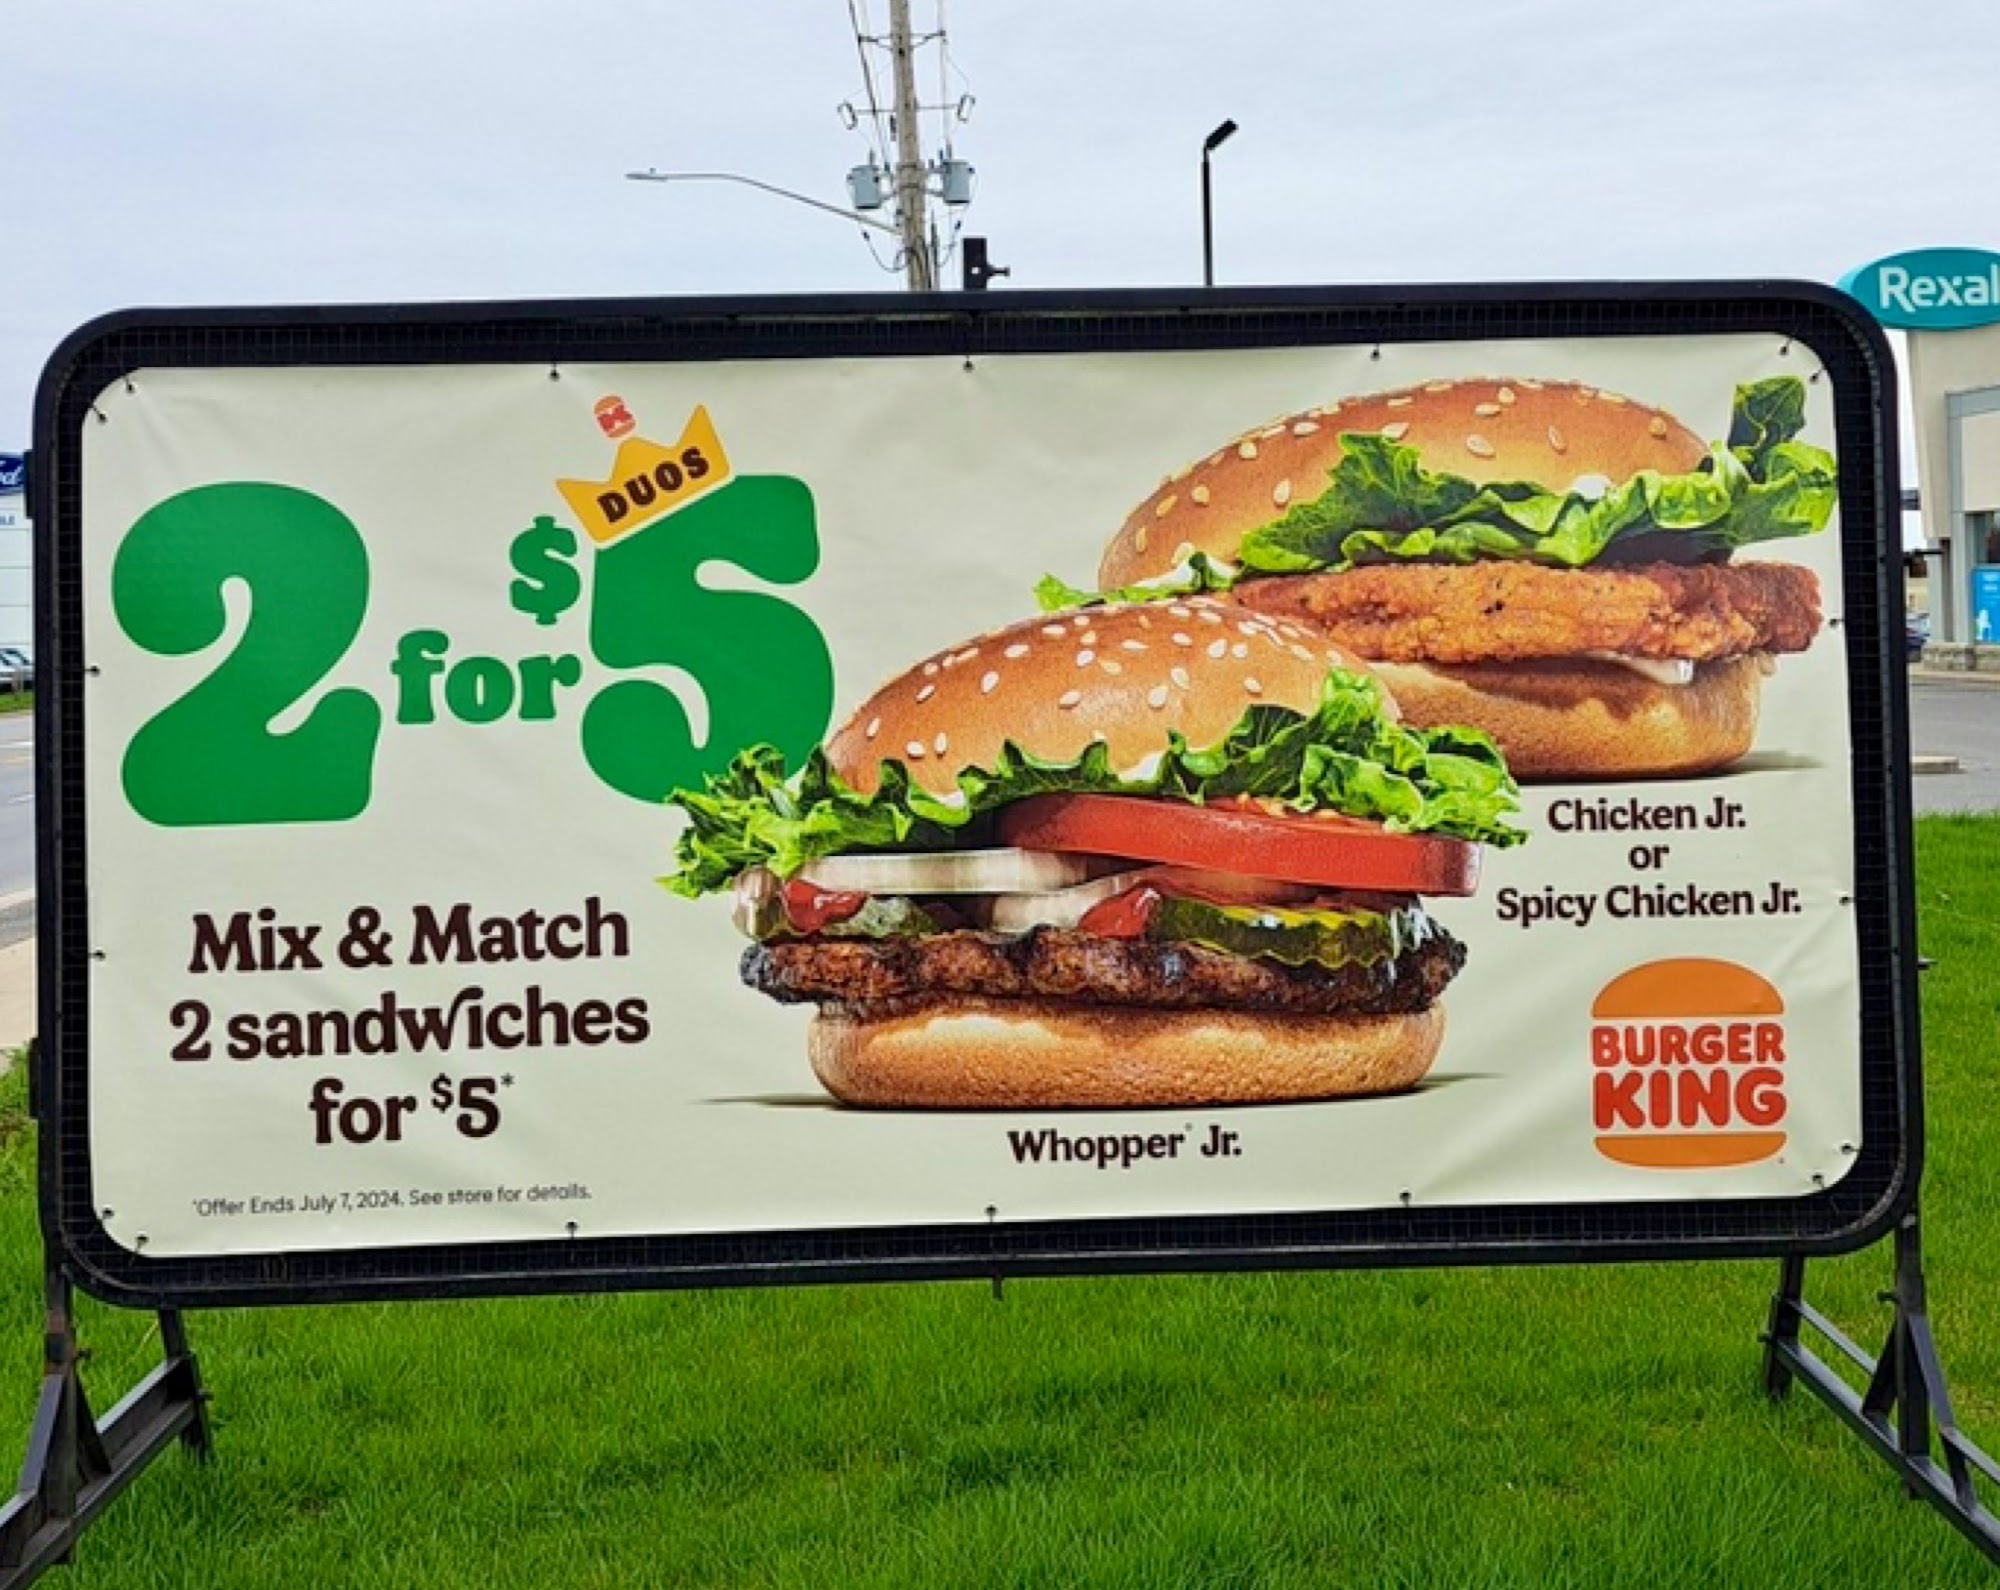 DUOS
2 for $5
Mix & Match
2 sandwiches
for $5*
*Offer Ends July 7, 2024. See store for details.
Whopper® Jr.
Chicken Jr.
or
Spicy Chicken Jr.
BURGER
KING
Rexal